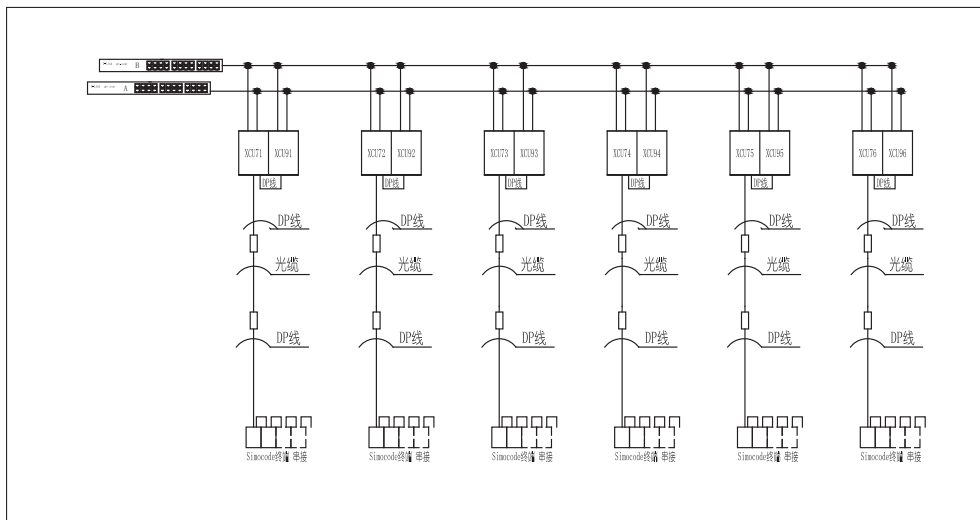 B
A
XCU71 XCU91 XCU72 XCU92 XCU73 XCU93 XCU74 XCU94 XCU75 XCU95 XCU76 XCU96
DP线 DP线 DP线 DP线 DP线 DP线
DP线 DP线 DP线 DP线 DP线 DP线
光缆 光缆 光缆 光缆 光缆 光缆
DP线 DP线 DP线 DP线 DP线 DP线
Simocode终端 串接 Simocode终端 串接 Simocode终端 串接 Simocode终端 串接 Simocode终端 串接 Simocode终端 串接